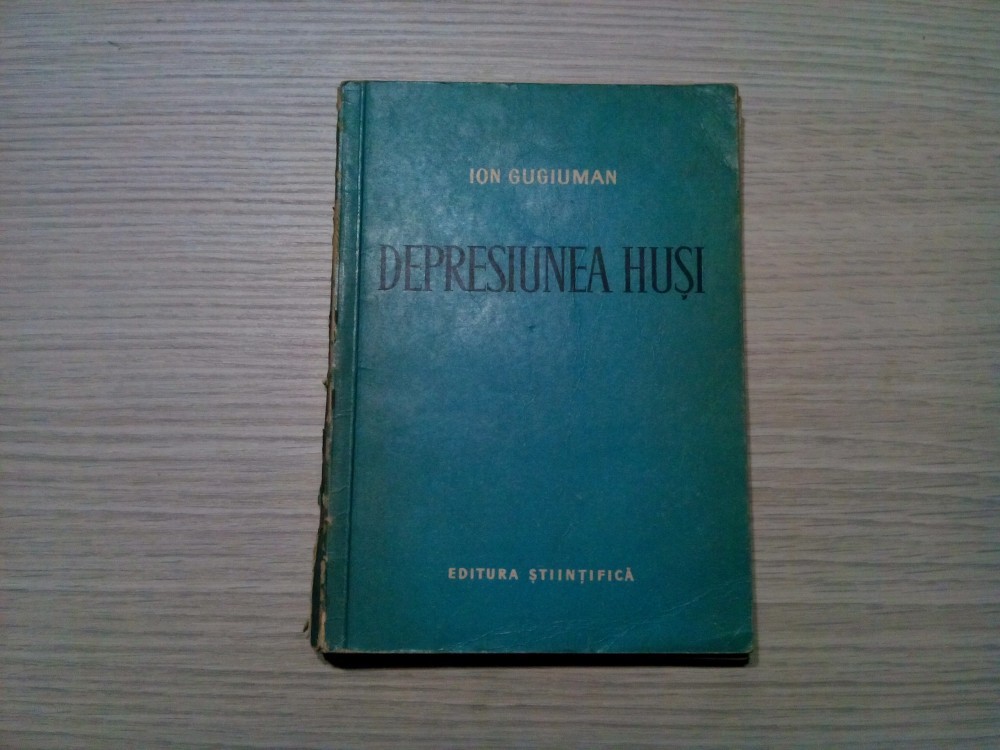 ION GUGIUMAN
DEPRESIUNEA HUȘI
EDITURA ȘTIINȚIFICĂ